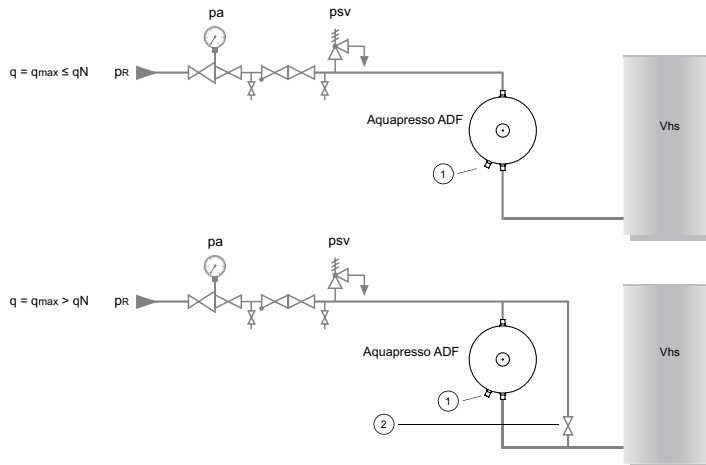 pa psv
q = qmax ≤ qN pR
Aquapresso ADF Vhs
1
pa psv
q = qmax > qN pR
Aquapresso ADF Vhs
1
2